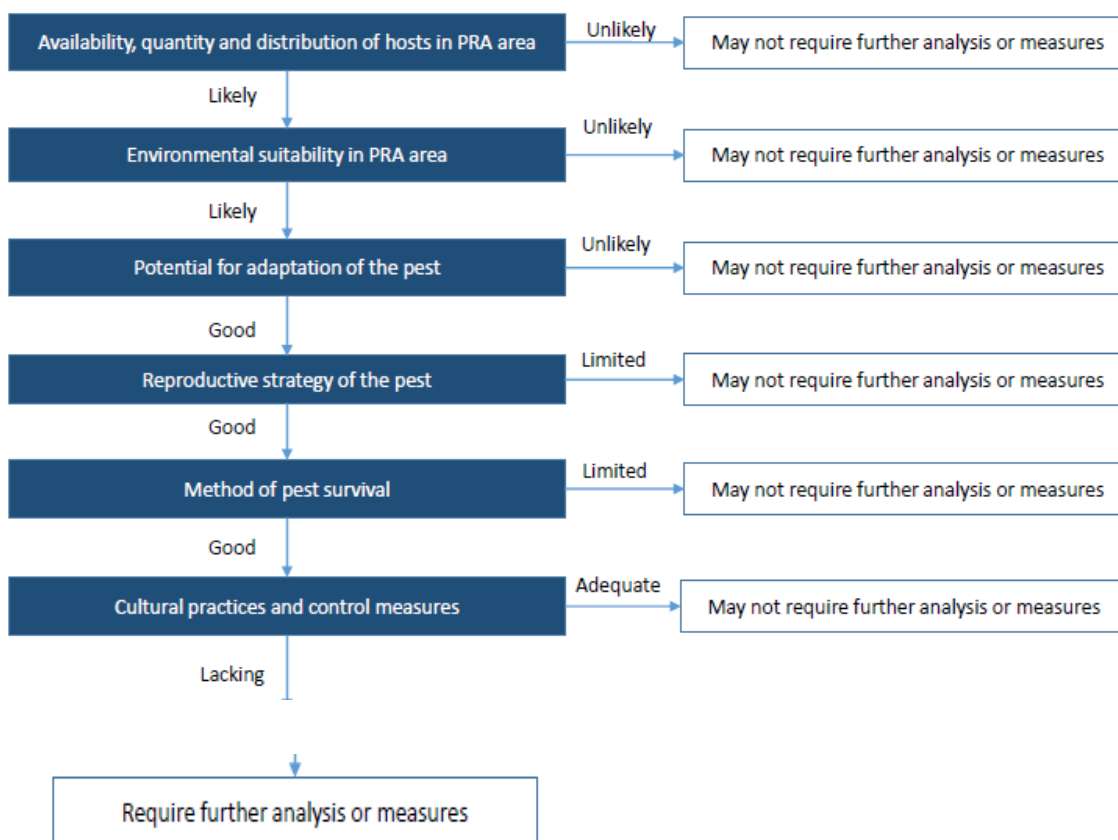 Availability, quantity and distribution of hosts in PRA area
Unlikely
May not require further analysis or measures
Likely
Environmental suitability in PRA area
Unlikely
May not require further analysis or measures
Likely
Potential for adaptation of the pest
Unlikely
May not require further analysis or measures
Good
Reproductive strategy of the pest
Limited
May not require further analysis or measures
Good
Method of pest survival
Limited
May not require further analysis or measures
Good
Cultural practices and control measures
Adequate
May not require further analysis or measures
Lacking
Require further analysis or measures